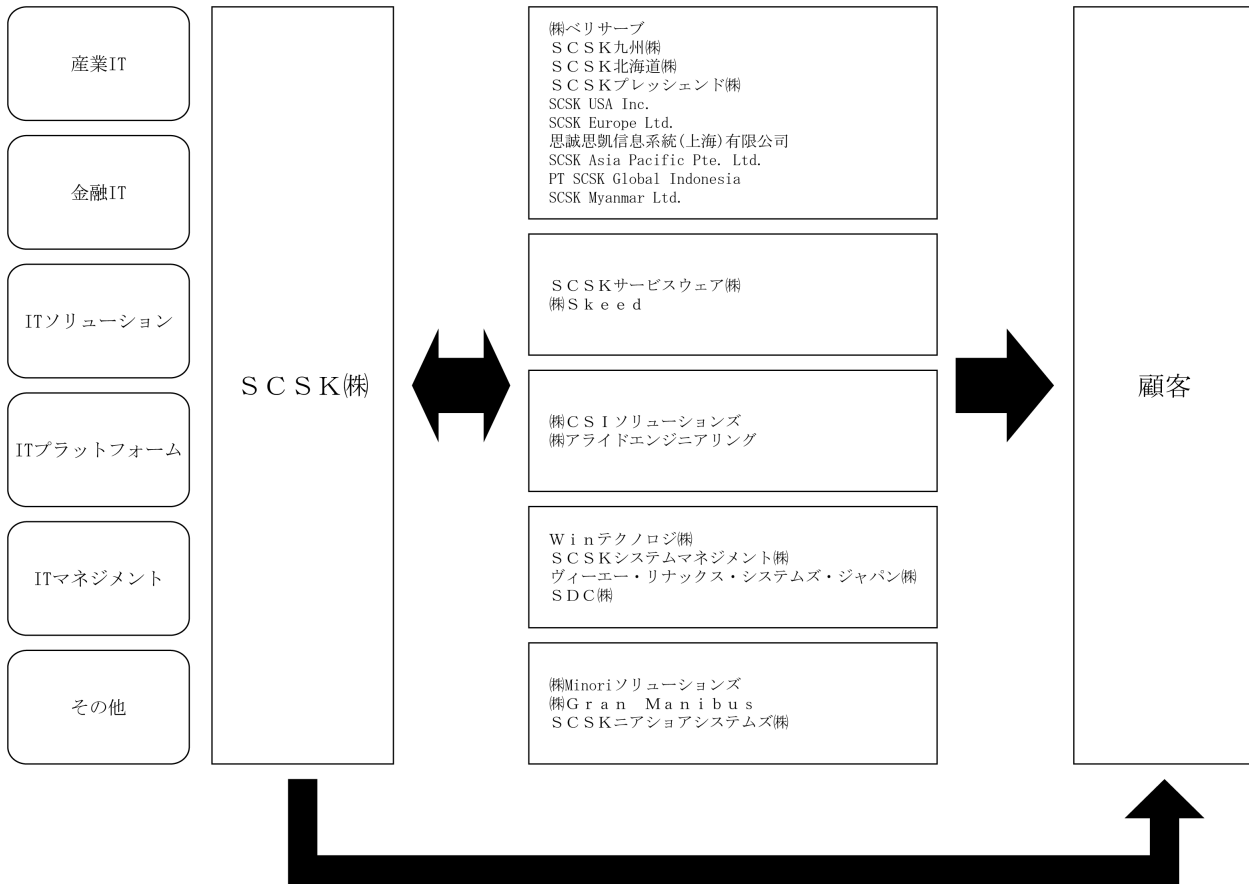 産業IT
金融IT
ITソリューション
ITプラットフォーム
ITマネジメント
その他
ＳＣＳＫ㈱
㈱ベリサーブ
ＳＣＳＫ九州㈱
ＳＣＳＫ北海道㈱
ＳＣＳＫプレッシェンド㈱
SCSK USA Inc.
SCSK Europe Ltd.
思誠思凱信息系統(上海)有限公司
SCSK Asia Pacific Pte. Ltd.
PT SCSK Global Indonesia
SCSK Myanmar Ltd.
ＳＣＳＫサービスウェア㈱
㈱Ｓｋｅｅｄ
㈱ＣＳＩソリューションズ
㈱アライドエンジニアリング
Ｗｉｎテクノロジ㈱
ＳＣＳＫシステムマネジメント㈱
ヴィーエー・リナックス・システムズ・ジャパン㈱
ＳＤＣ㈱
㈱Minoriソリューションズ
㈱Ｇｒａｎ　Ｍａｎｉｂｕｓ
ＳＣＳＫニアショアシステムズ㈱
顧客